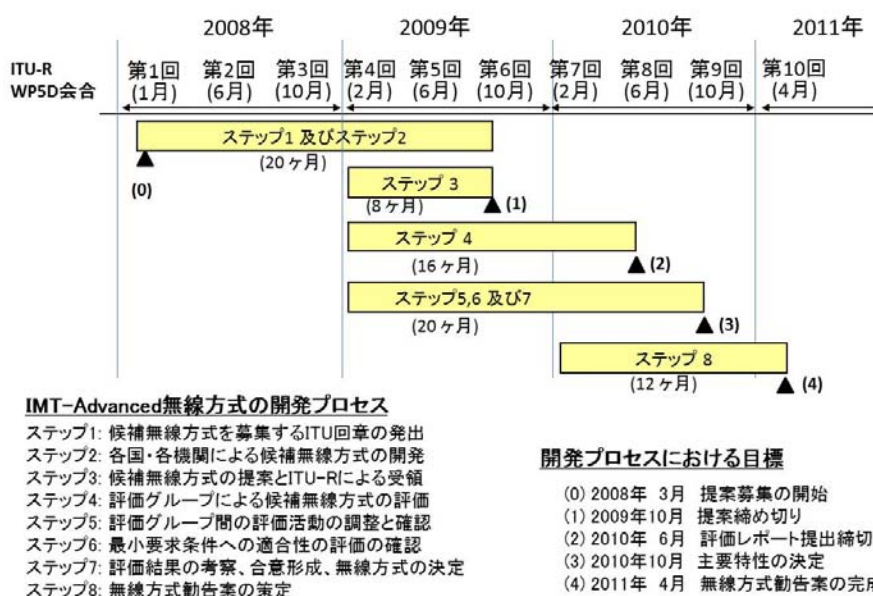 2008年 2009年 2010年 2011年
ITU-R
WP5D会合
第1回 第2回 第3回 第4回 第5回 第6回 第7回 第8回 第9回 第10回
(1月) (6月) (10月) (2月) (6月) (10月) (2月) (6月) (10月) (4月)
ステップ1 及びステップ2
(20ヶ月)
(0)
ステップ 3
(8ヶ月)
(1)
ステップ 4
(16ヶ月)
(2)
ステップ5,6 及び7
(20ヶ月)
(3)
ステップ 8
(12ヶ月)
(4)
IMT-Advanced無線方式の開発プロセス
ステップ1: 候補無線方式を募集するITU回章の発出
ステップ2: 各国・各機関による候補無線方式の開発
ステップ3: 候補無線方式の提案とITU-Rによる受領
ステップ4: 評価グループによる候補無線方式の評価
ステップ5: 評価グループ間の評価活動の調整と確認
ステップ6: 最小要求条件への適合性の評価の確認
ステップ7: 評価結果の考察、合意形成、無線方式の決定
ステップ8: 無線方式勧告案の策定
開発プロセスにおける目標
(0) 2008年 3月 提案募集の開始
(1) 2009年10月 提案締め切り
(2) 2010年 6月 評価レポート提出締切
(3) 2010年10月 主要特性の決定
(4) 2011年 4月 無線方式勧告案の完